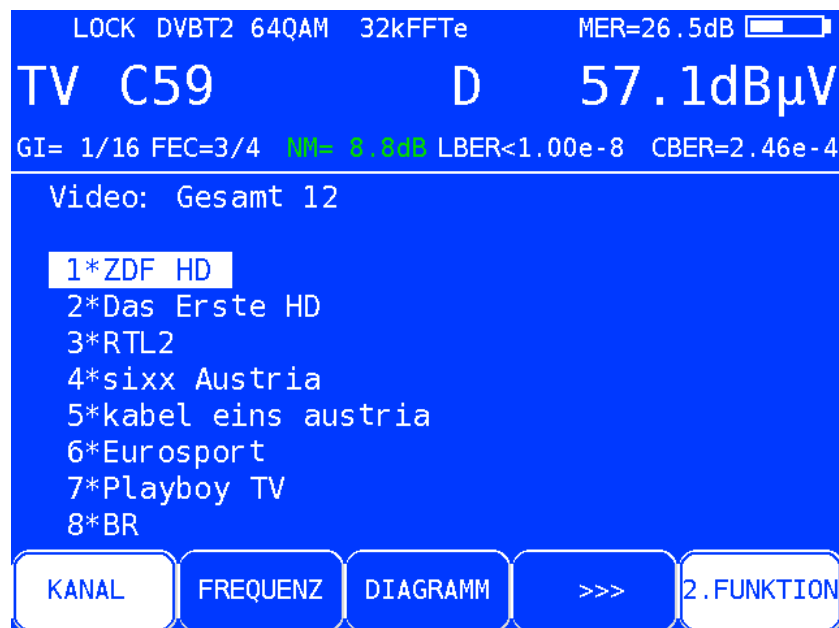 LOCK DVBT2 64QAM 32kFFTe MER=26.5dB
TV C59 D 57.1dBµV
GI= 1/16 FEC=3/4 NM= 8.8dB LBER<1.00e-8 CBER=2.46e-4
Video: Gesamt 12
1*ZDF HD
2*Das Erste HD
3*RTL2
4*sixx Austria
5*kabel eins austria
6*Eurosport
7*Playboy TV
8*BR
KANAL FREQUENZ DIAGRAMM >>> 2.FUNKTION